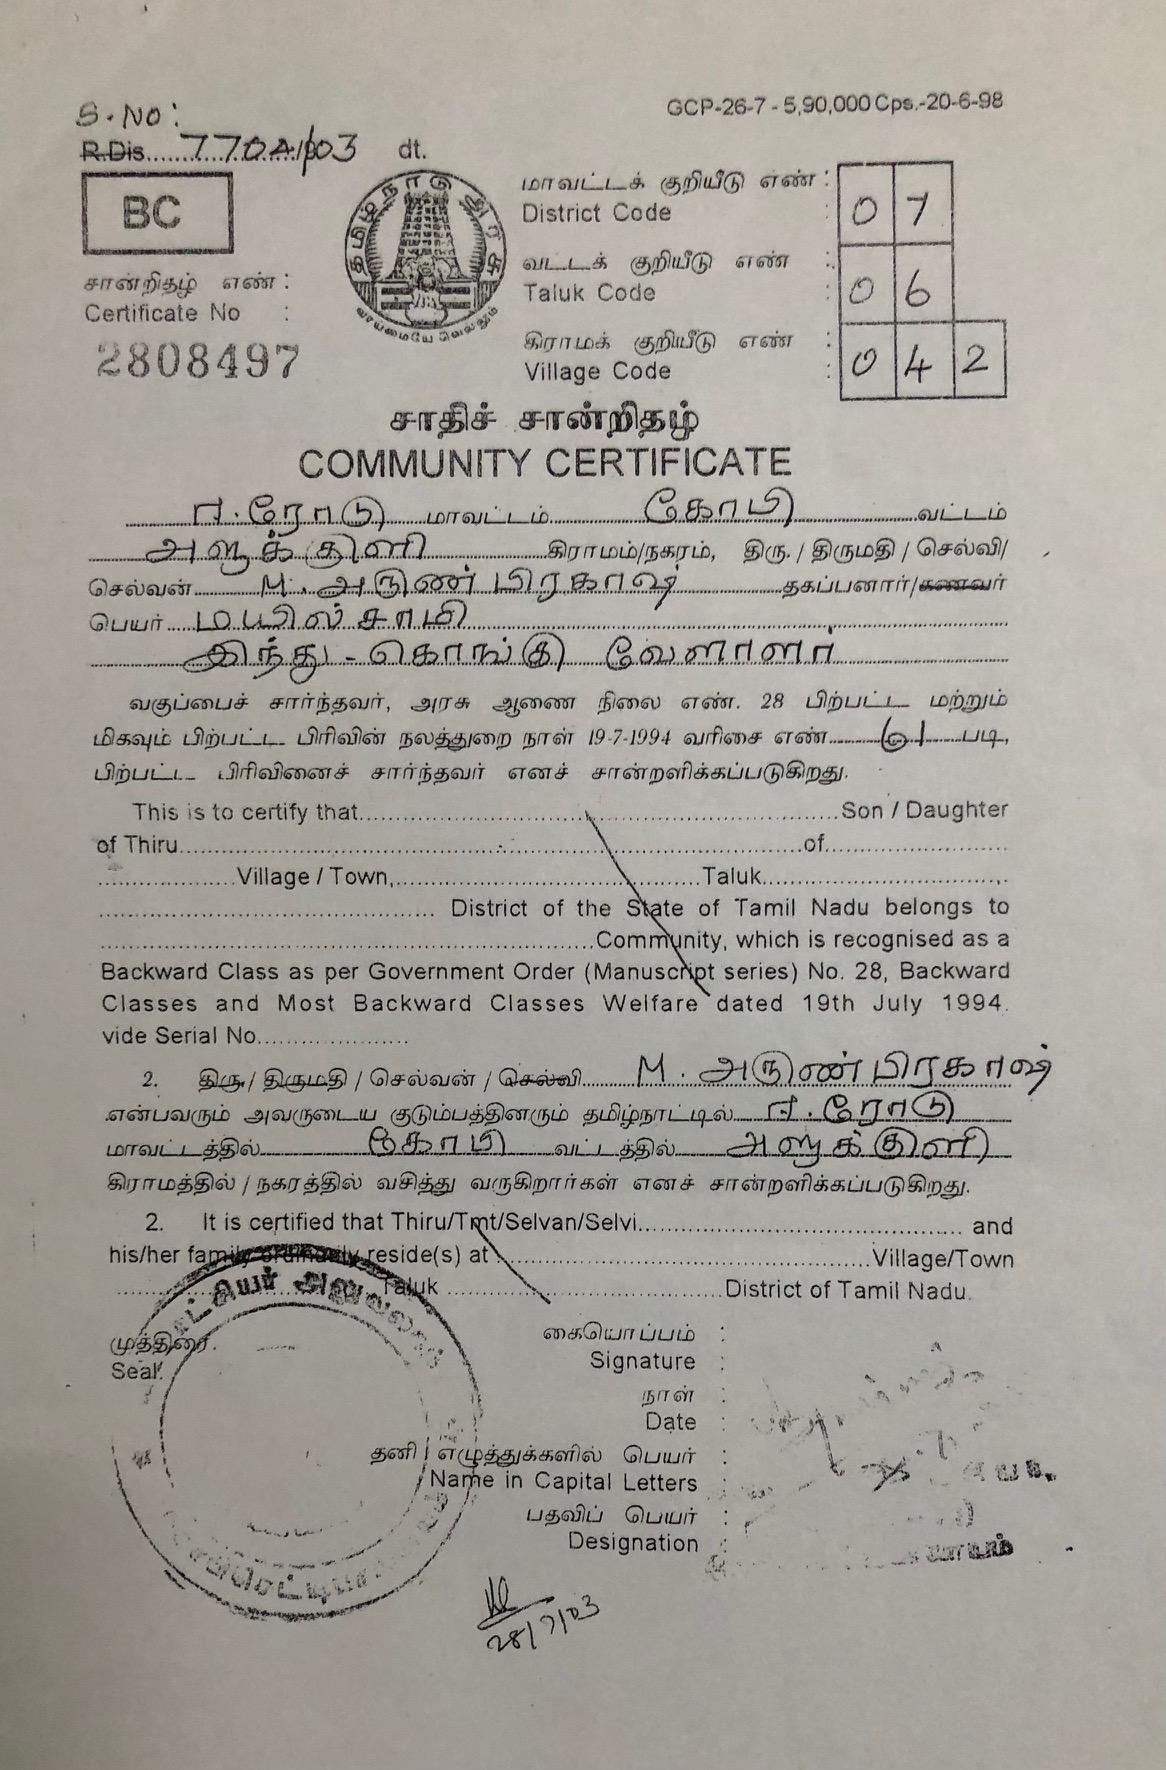 GCP-26-7 - 5,90,000 Cps.-20-6-98
S.No:
R.Dis.......7704/03 dt.
BC
தமிழ்நாடு அரசு
வாய்மையே வெல்லும்
சான்றிதழ் எண் :
Certificate No :
2808497
மாவட்டக் குறியீடு எண் :
District Code : 0 7
வட்டக் குறியீடு எண் :
Taluk Code : 0 6
கிராமக் குறியீடு எண் :
Village Code : 0 4 2
சாதிச் சான்றிதழ்
COMMUNITY CERTIFICATE
ஈரோடு மாவட்டம் கோபி வட்டம்
அளுக்குளி கிராமம்/நகரம், திரு. / திருமதி / செல்வி/
செல்வன் M. அருண்பிரகாஷ் தகப்பனார்/கணவர்
பெயர் மயில்சாமி
இந்து - கொங்கு வேளாளர்
வகுப்பைச் சார்ந்தவர், அரசு ஆணை நிலை எண். 28 பிற்பட்ட மற்றும்
மிகவும் பிற்பட்ட பிரிவின் நலத்துறை நாள் 19-7-1994 வரிசை எண் 61 படி,
பிற்பட்ட பிரிவினைச் சார்ந்தவர் எனச் சான்றளிக்கப்படுகிறது.
This is to certify that.......... Son / Daughter
of Thiru..........of..........
..........Village / Town,..........Taluk..........
.......... District of the State of Tamil Nadu belongs to
..........Community, which is recognised as a
Backward Class as per Government Order (Manuscript series) No. 28, Backward
Classes and Most Backward Classes Welfare dated 19th July 1994.
vide Serial No..........
2. திரு./ திருமதி / செல்வன் / செல்வி M. அருண்பிரகாஷ்
என்பவரும் அவருடைய குடும்பத்தினரும் தமிழ்நாட்டில் ஈரோடு
மாவட்டத்தில் கோபி வட்டத்தில் அளுக்குளி
கிராமத்தில் / நகரத்தில் வசித்து வருகிறார்கள் எனச் சான்றளிக்கப்படுகிறது.
2. It is certified that Thiru/Tmt/Selvan/Selvi.......... and
his/her family ordinarily reside(s) at ..........Village/Town
..........Taluk ..........District of Tamil Nadu.
முத்திரை.
Seal.
கையொப்பம் :
Signature :
நாள் :
Date :
தனி எழுத்துக்களில் பெயர் :
Name in Capital Letters :
பதவிப் பெயர் :
Designation :
28/7/03